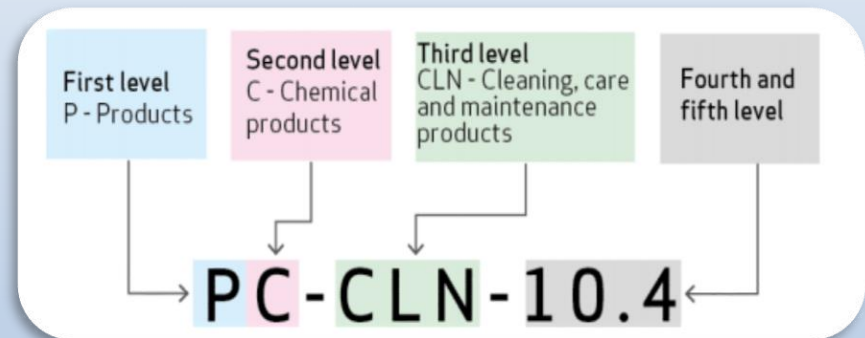 First level
P - Products
Second level
C - Chemical
products
Third level
CLN - Cleaning, care
and maintenance
products
Fourth and
fifth level
PC-CLN-10.4